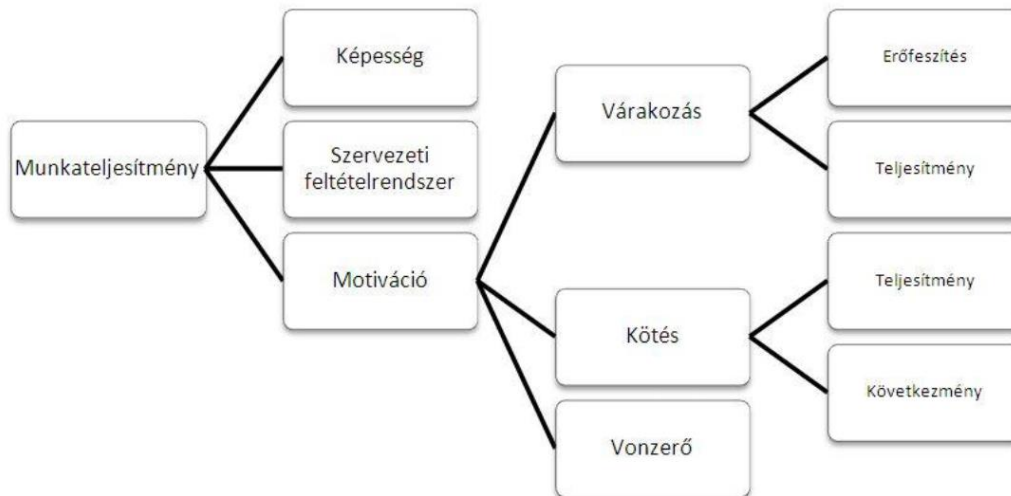 Munkateljesítmény
Képesség
Szervezeti
feltételrendszer
Motiváció
Várakozás
Kötés
Vonzerő
Erőfeszítés
Teljesítmény
Teljesítmény
Következmény